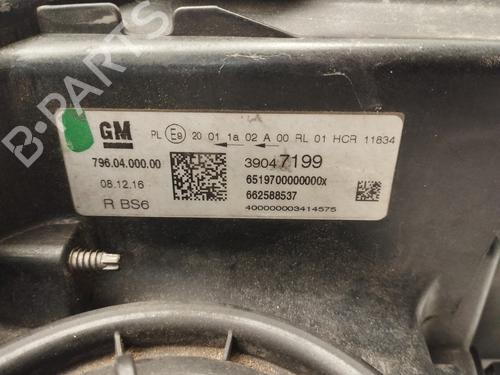 B-PARTS
GM PL E9 20 01 1a 02 A 00 RL 01 HCR 11834
796.04.000.00 39047199
08.12.16 6519700000000x
R BS6 662588537
400000003414575